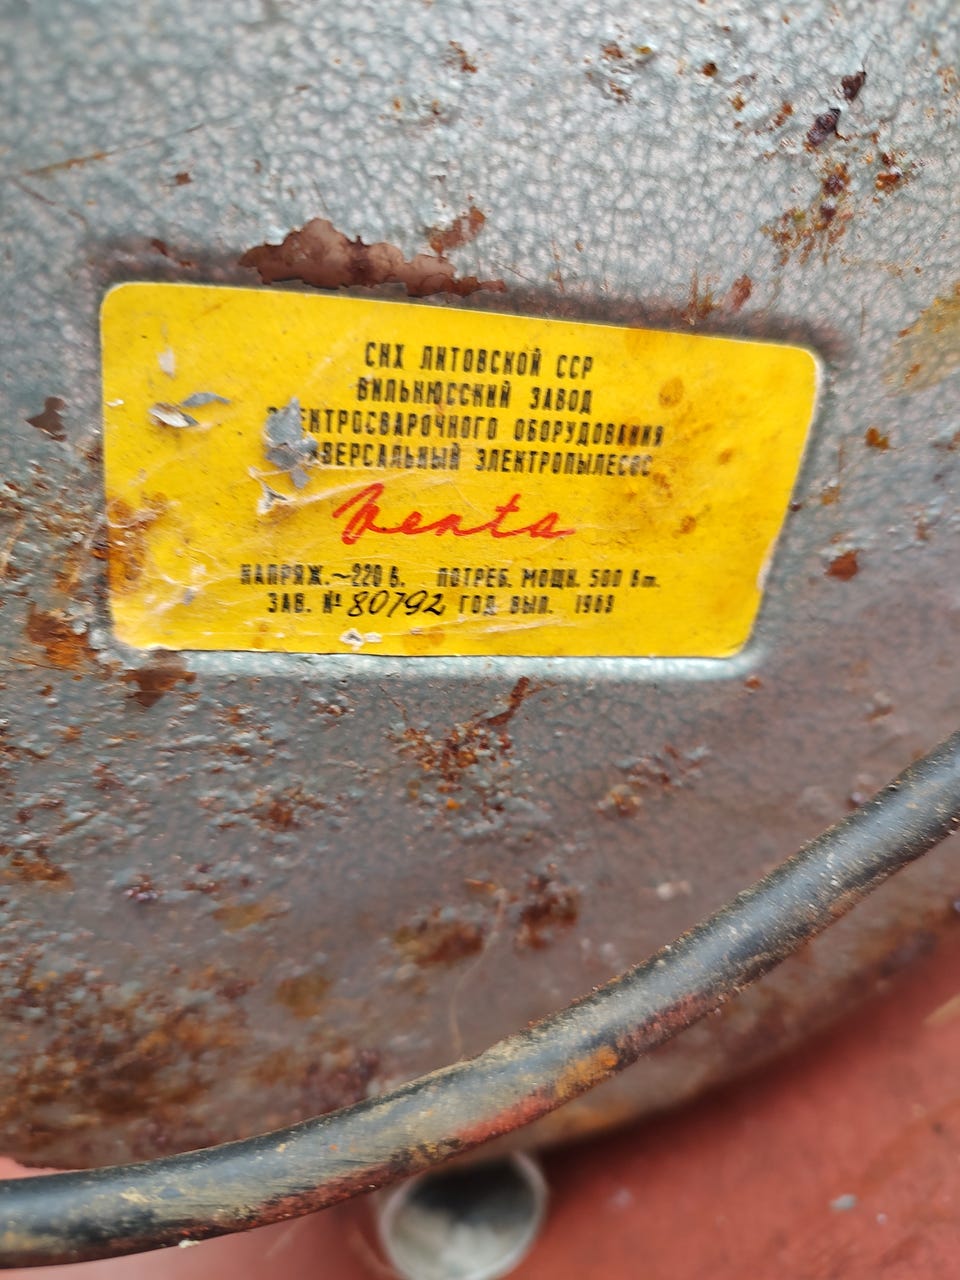 СНХ ЛИТОВСКОЙ ССР
ВИЛЬНЮССКИЙ ЗАВОД
ЭЛЕКТРОСВАРОЧНОГО ОБОРУДОВАНИЯ
УНИВЕРСАЛЬНЫЙ ЭЛЕКТРОПЫЛЕСОС
Venta
НАПРЯЖ.~220 В. ПОТРЕБ. МОЩН. 500 Вт.
ЗАВ. № 80792 ГОД ВЫП.